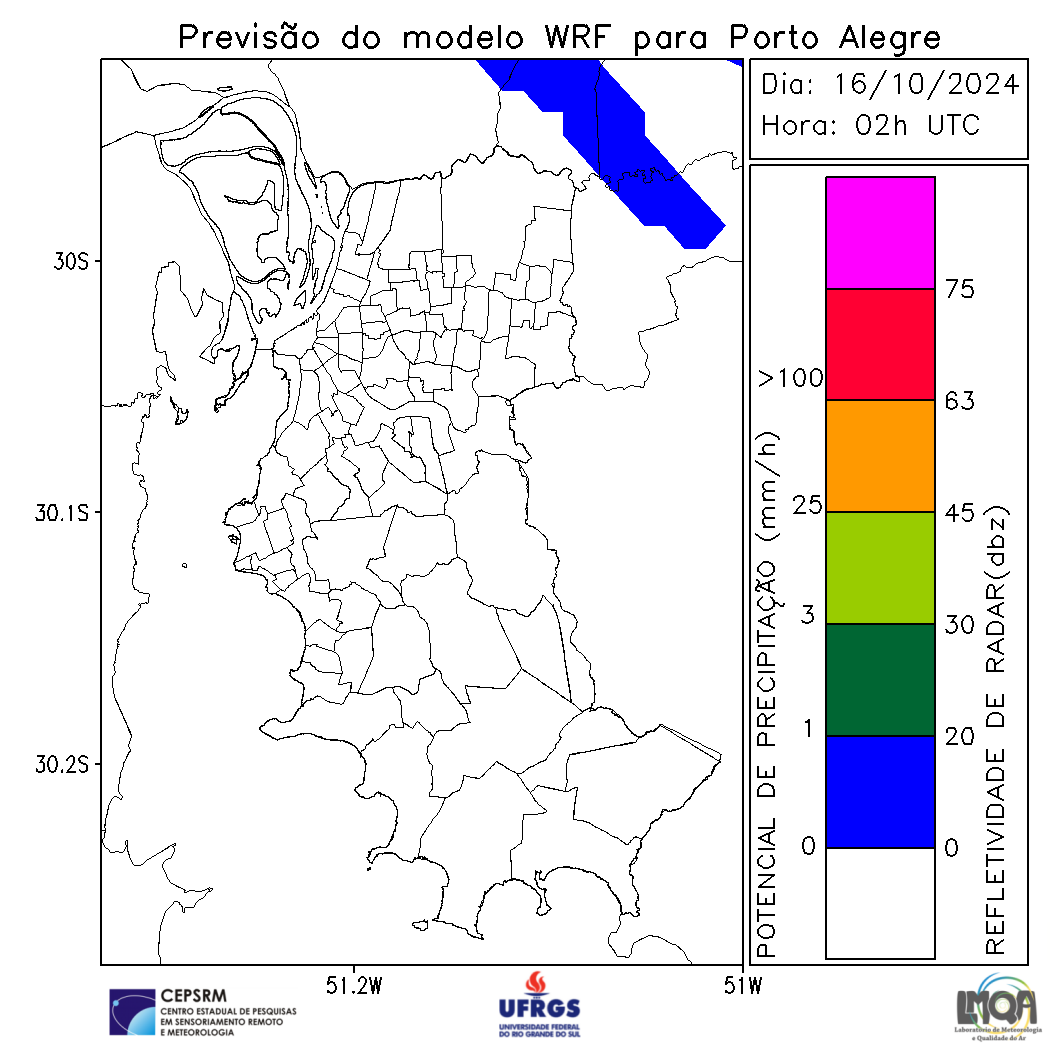 Previsão do modelo WRF para Porto Alegre
Dia: 16/10/2024
Hora: 02h UTC
30S
30.1S
30.2S
51.2W
51W
POTENCIAL DE PRECIPITAÇÃO (mm/h)
>100
25
3
1
0
75
63
45
30
20
0
REFLETIVIDADE DE RADAR(dbz)
CEPSRM
CENTRO ESTADUAL DE PESQUISAS
EM SENSORIAMENTO REMOTO
E METEOROLOGIA
UFRGS
UNIVERSIDADE FEDERAL
DO RIO GRANDE DO SUL
LMQA
Laboratório de Meteorologia
e Qualidade do Ar